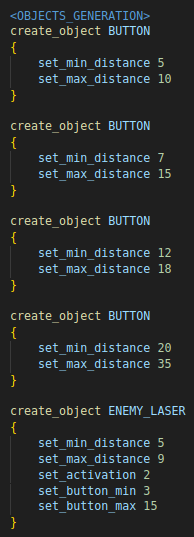 <OBJECTS_GENERATION>
create_object BUTTON
{
set_min_distance 5
set_max_distance 10
}
create_object BUTTON
{
set_min_distance 7
set_max_distance 15
}
create_object BUTTON
{
set_min_distance 12
set_max_distance 18
}
create_object BUTTON
{
set_min_distance 20
set_max_distance 35
}
create_object ENEMY_LASER
{
set_min_distance 5
set_max_distance 9
set_activation 2
set_button_min 3
set_button_max 15
}